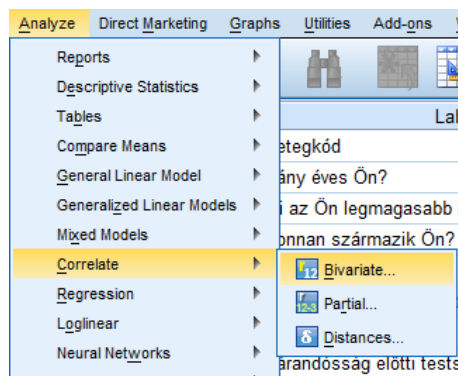 Analyze Direct Marketing Graphs Utilities Add-ons
Reports
Descriptive Statistics
Tables
Compare Means
General Linear Model
Generalized Linear Models
Mixed Models
Correlate
Regression
Loglinear
Neural Networks
Bivariate...
Partial...
Distances...
Lab
etegkód
ány éves Ön?
i az Ön legmagasabb
onnan származik Ön?
árandósság előtti tests